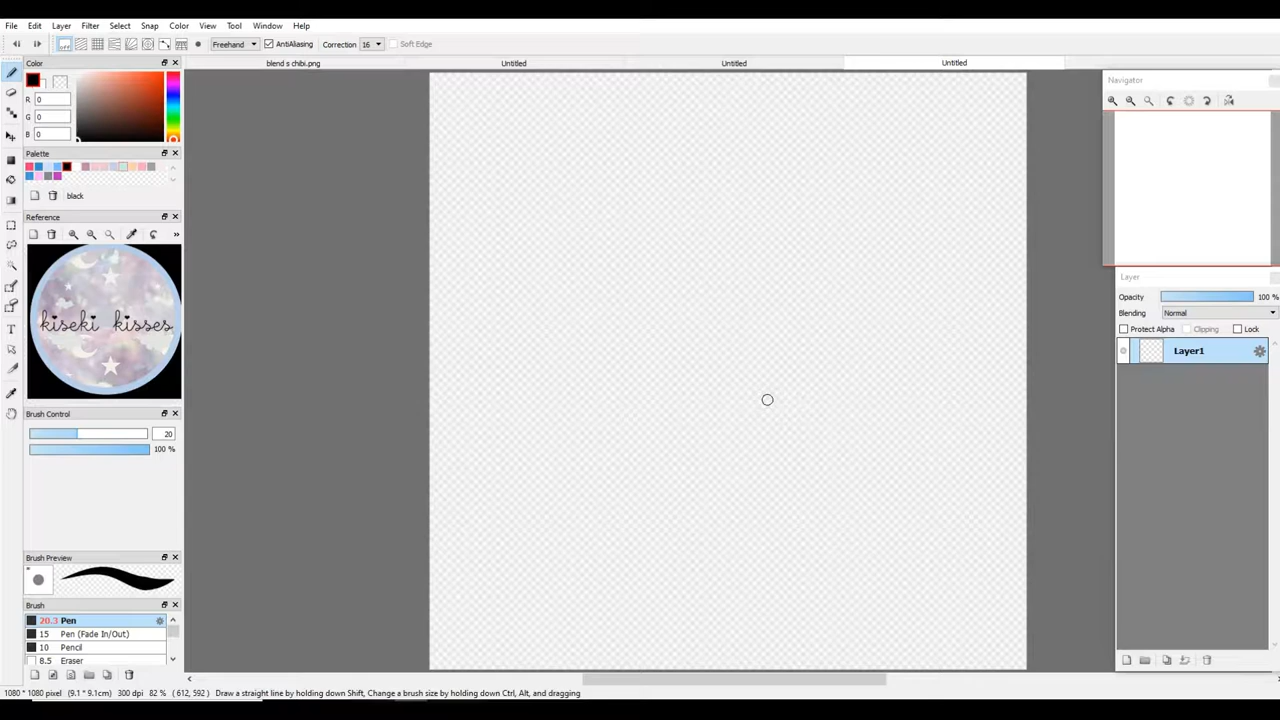 File Edit Layer Filter Select Snap Color View Tool Window Help
off Freehand AntiAliasing Correction 16 Soft Edge
Color
blend s chibi.png Untitled Untitled Untitled
R 0
G 0
B 0
Palette
black
Reference
kiseki kisses
Brush Control
20
100 %
Brush Preview
Brush
20.3 Pen
15 Pen (Fade In/Out)
10 Pencil
8.5 Eraser
Navigator
Layer
Opacity 100 %
Blending Normal
Protect Alpha Clipping Lock
Layer1
1080 * 1080 pixel (9.1 * 9.1cm) 300 dpi 82 % ( 612, 592) Draw a straight line by holding down Shift, Change a brush size by holding down Ctrl, Alt, and dragging